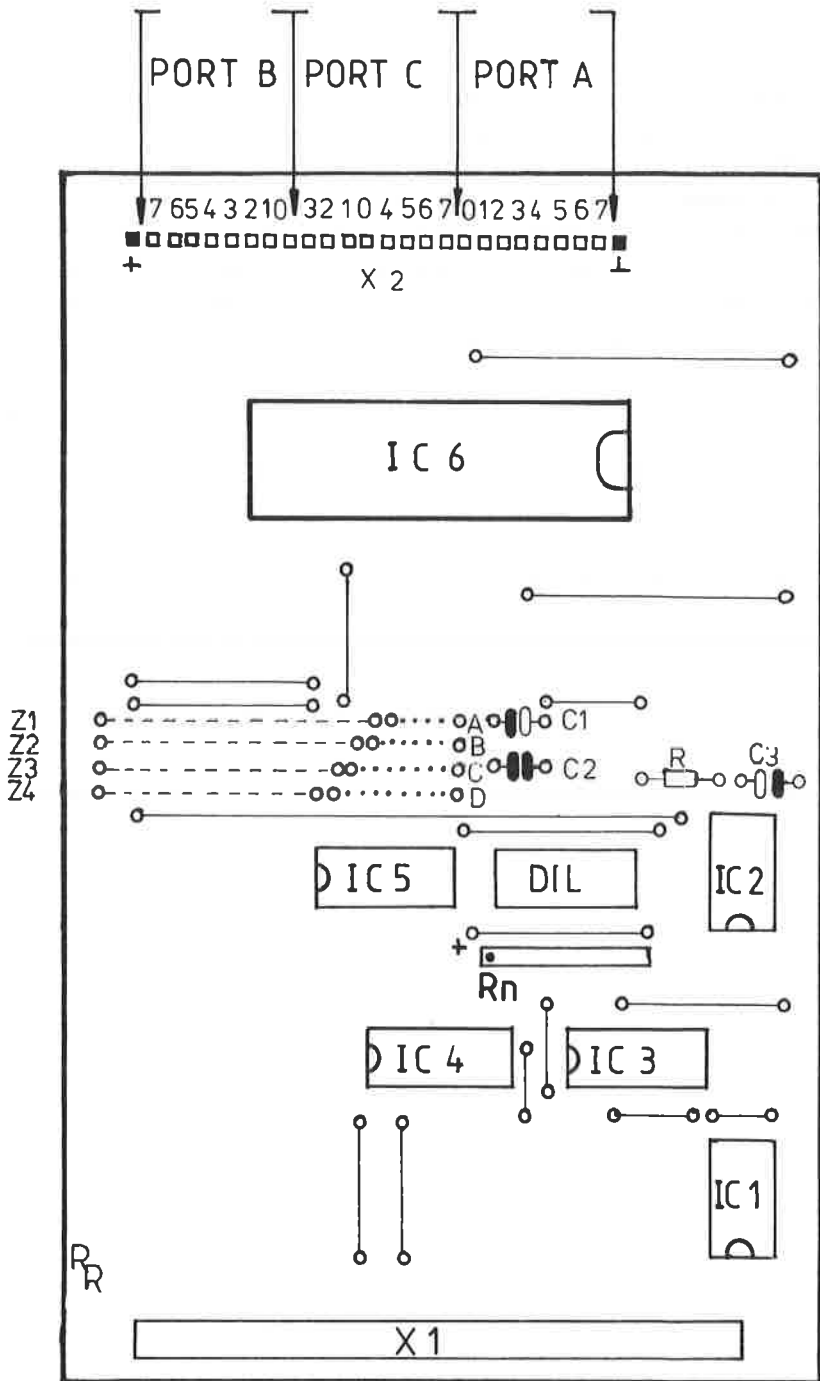 PORT B PORT C PORT A
7 6 5 4 3 2 1 0 3 2 1 0 4 5 6 7 0 1 2 3 4 5 6 7
+ ⊥
X 2
IC 6
Z1 A C1
Z2 B
Z3 C C2 R C3
Z4 D
IC 5 DIL IC2
+
Rn
IC 4 IC 3
IC 1
RR
X 1